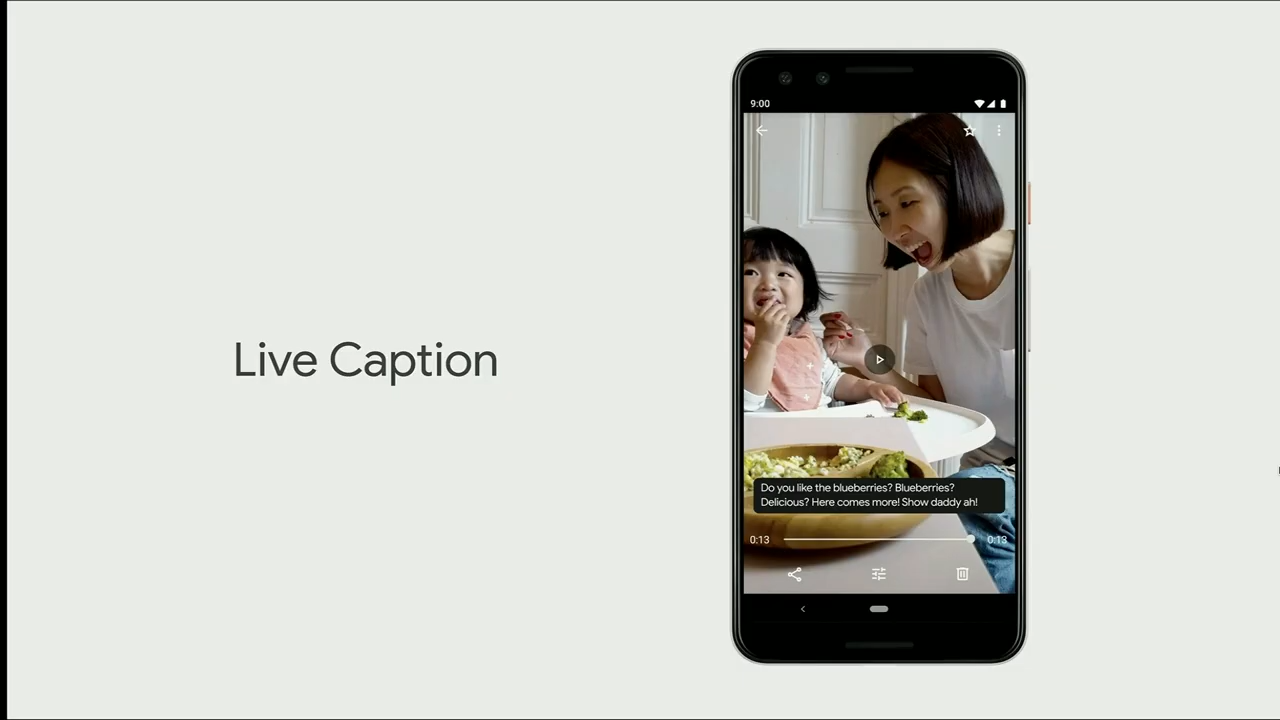 Live Caption
9:00
Do you like the blueberries? Blueberries?
Delicious? Here comes more! Show daddy ah!
0:13
0:13